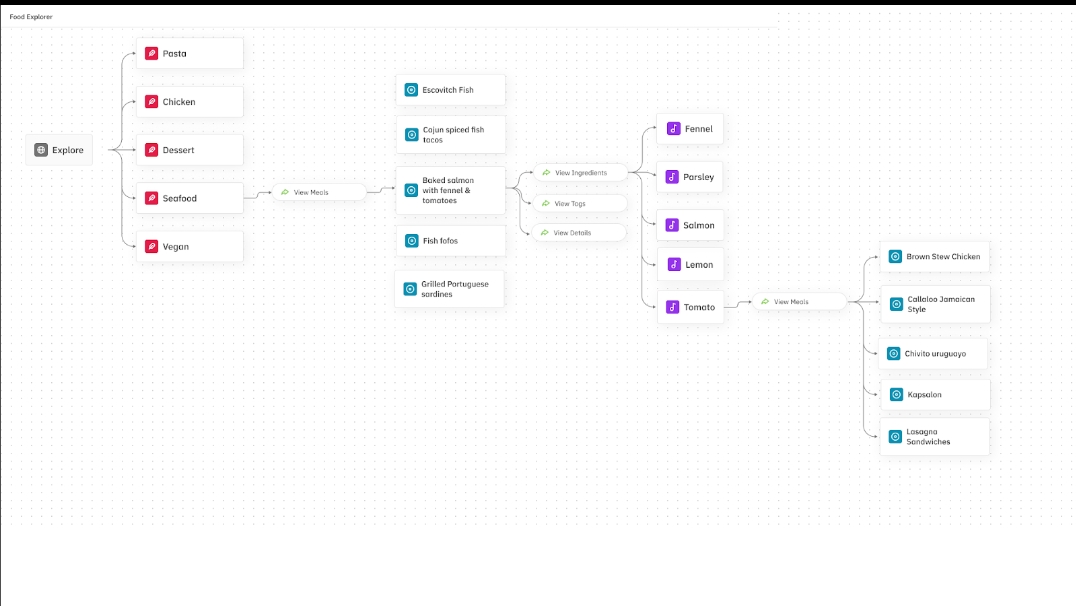 Food Explorer
Explore
Pasta
Chicken
Dessert
Seafood
Vegan
View Meals
Escovitch Fish
Cajun spiced fish
tacos
Baked salmon
with fennel &
tomatoes
Fish fofos
Grilled Portuguese
sardines
View Ingredients
View Tags
View Details
Fennel
Parsley
Salmon
Lemon
Tomato
View Meals
Brown Stew Chicken
Callaloo Jamaican
Style
Chivito uruguayo
Kapsalon
Lasagna
Sandwiches